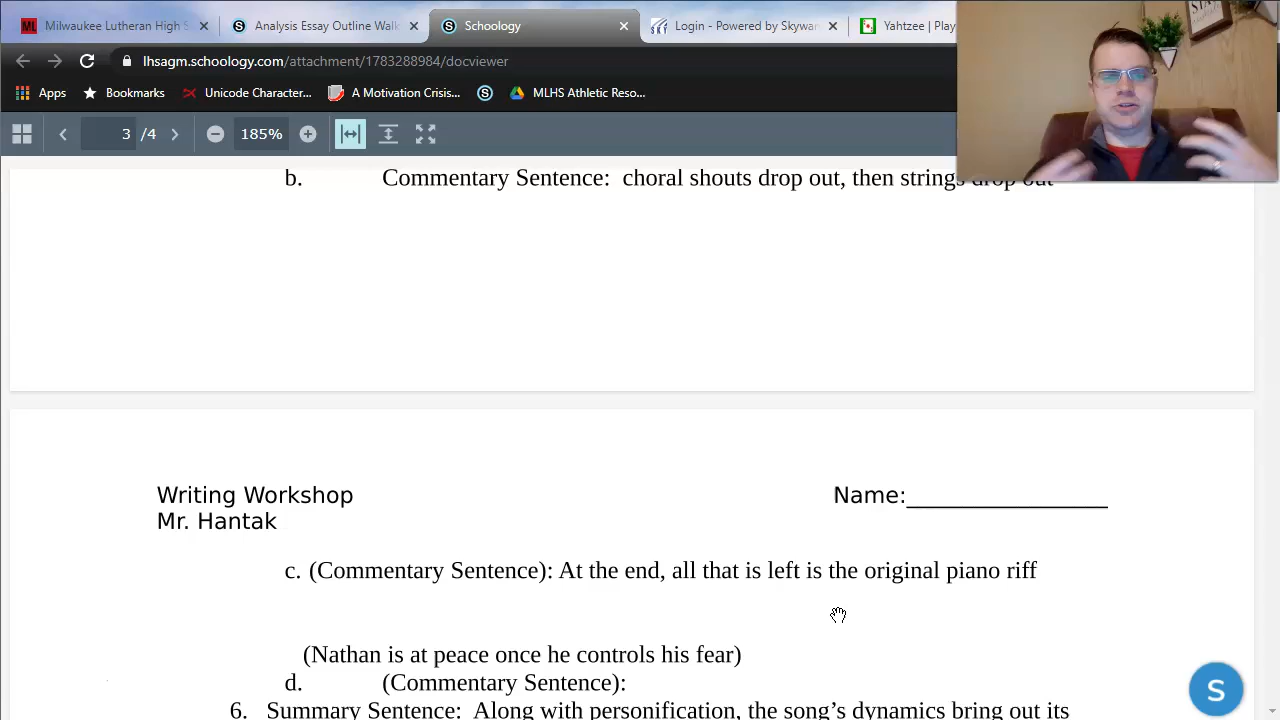 Milwaukee Lutheran High S
Analysis Essay Outline Walk
Schoology
Login - Powered by Skywar
Yahtzee | Play
lhsagm.schoology.com/attachment/1783288984/docviewer
Apps
Bookmarks
Unicode Character...
A Motivation Crisis...
MLHS Athletic Reso...
3 /4
185%
b. Commentary Sentence: choral shouts drop out, then strings drop out
Writing Workshop
Name:
Mr. Hantak
c. (Commentary Sentence): At the end, all that is left is the original piano riff
(Nathan is at peace once he controls his fear)
d. (Commentary Sentence):
6. Summary Sentence: Along with personification, the song’s dynamics bring out its
S